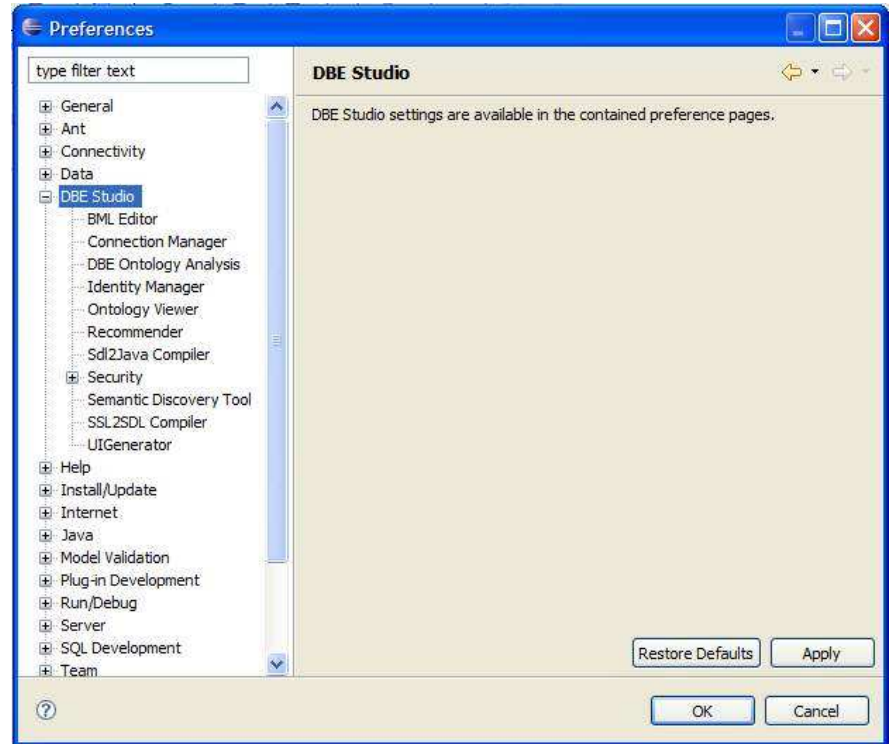 Preferences
type filter text
DBE Studio
General
Ant
Connectivity
Data
DBE Studio
BML Editor
Connection Manager
DBE Ontology Analysis
Identity Manager
Ontology Viewer
Recommender
Sdl2Java Compiler
Security
Semantic Discovery Tool
SSL2SDL Compiler
UIGenerator
Help
Install/Update
Internet
Java
Model Validation
Plug-in Development
Run/Debug
Server
SQL Development
Team
DBE Studio settings are available in the contained preference pages.
Restore Defaults
Apply
?
OK
Cancel